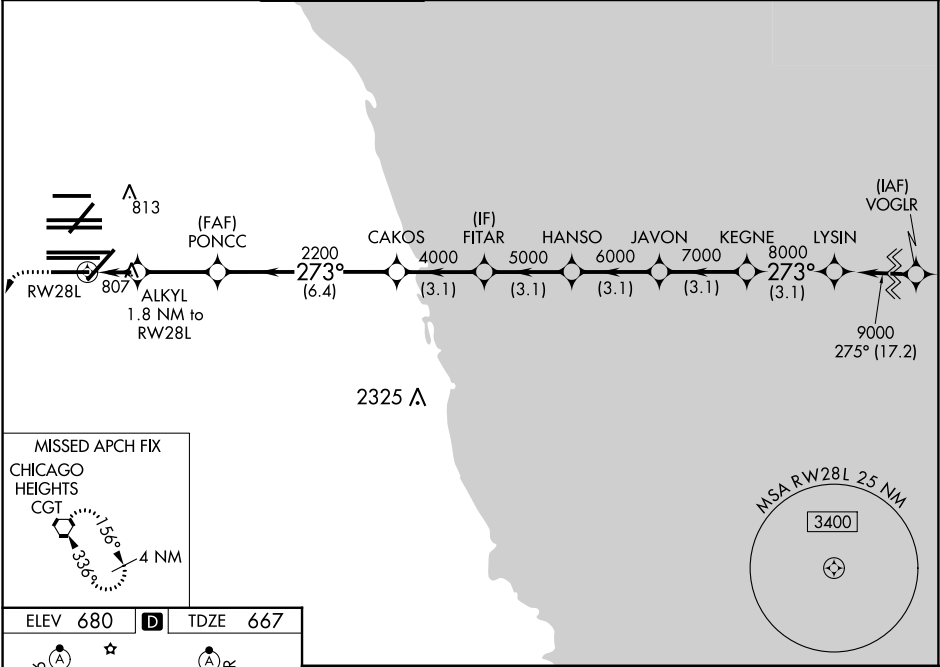 813
(FAF)
PONCC
CAKOS
(IF)
FITAR
HANSO
JAVON
KEGNE
LYSIN
(IAF)
VOGLR
2200
273°
(6.4)
4000
(3.1)
5000
(3.1)
6000
(3.1)
7000
(3.1)
8000
273°
(3.1)
RW28L
807
ALKYL
1.8 NM to
RW28L
9000
275° (17.2)
2325
MISSED APCH FIX
CHICAGO
HEIGHTS
CGT
156°
336°
4 NM
MSA RW28L 25 NM
3400
ELEV 680
D
TDZE 667
A
A